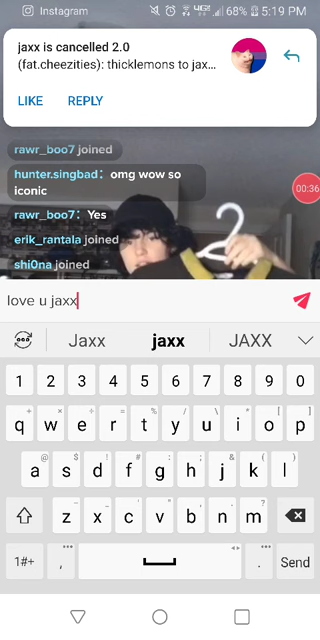 Instagram 4G 68% 5:19 PM
jaxx is cancelled 2.0
(fat.cheezities): thicklemons to jax...
LIKE REPLY
rawr_boo7 joined
hunter.singbad: omg wow so
iconic
rawr_boo7: Yes
erik_rantala joined
shi0na joined
00:36
love u jaxx
Jaxx jaxx JAXX
1 2 3 4 5 6 7 8 9 0
+ × ÷ = % / \ * [ ]
q w e r t y u i o p
@ $ ! # : ; & ( )
a s d f g h j k l
- _ " ' ?
z x c v b n m
1#+ , . Send